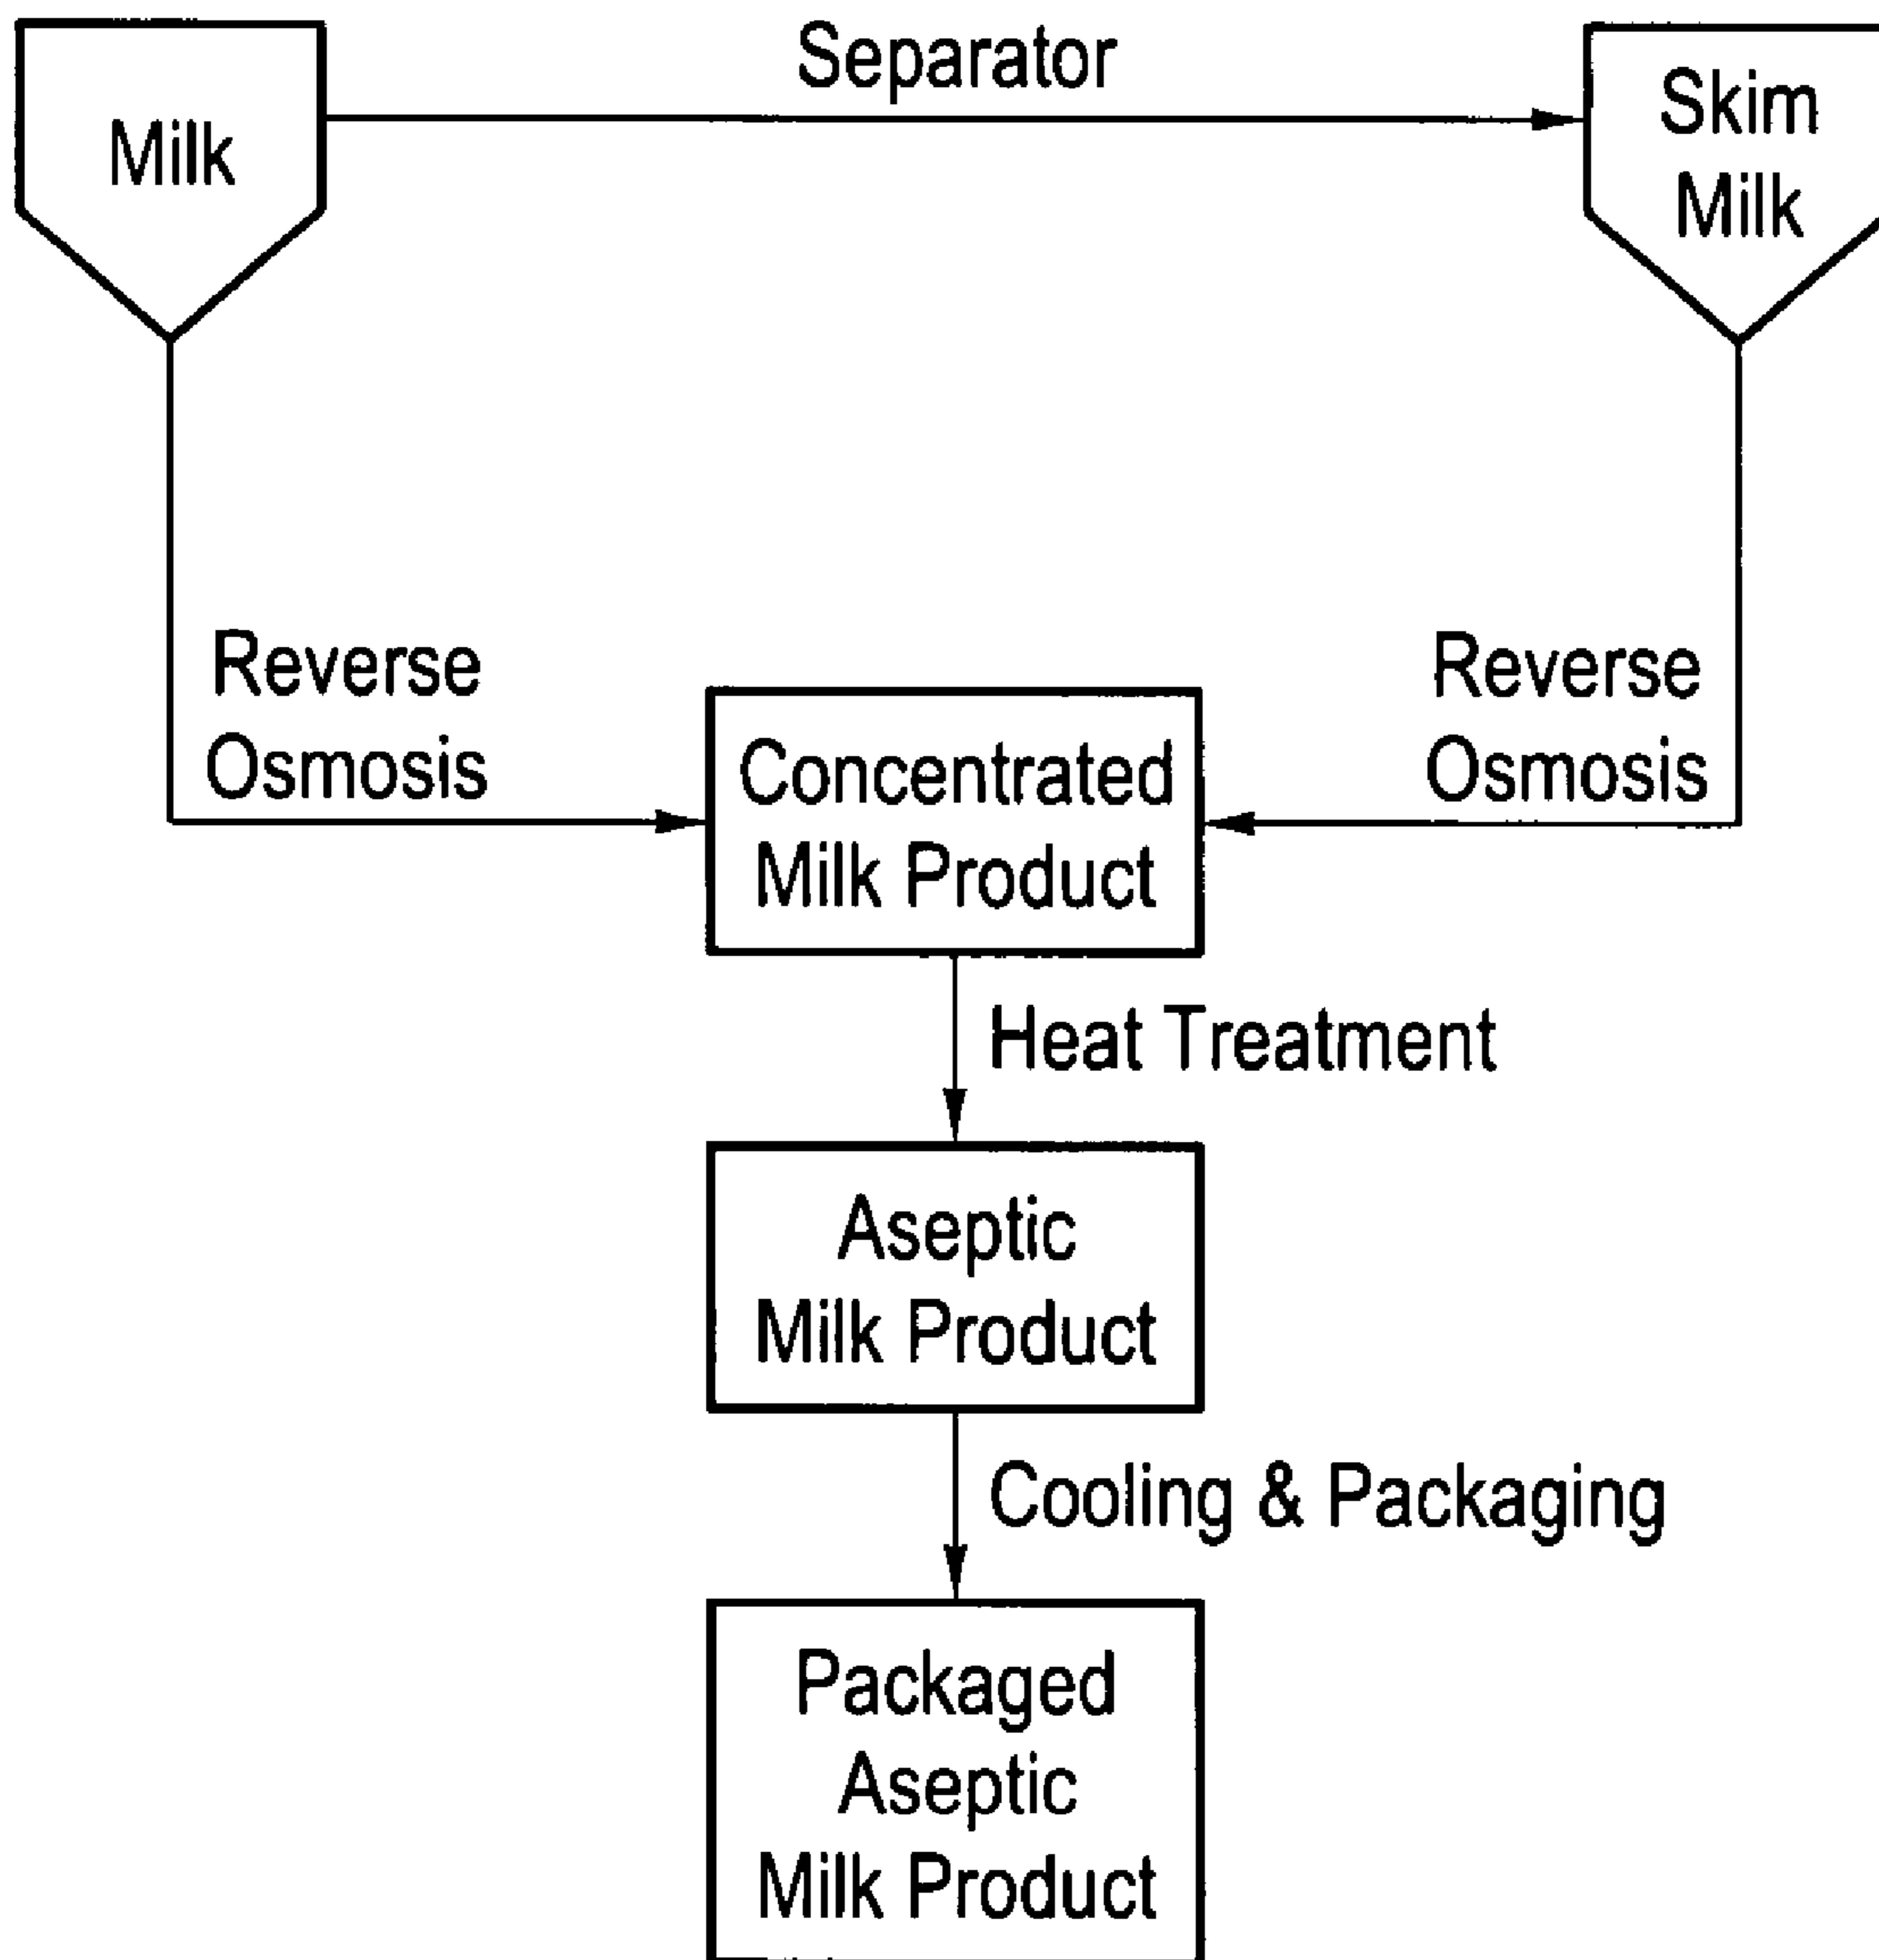 Separator
Milk
Skim
Milk
Reverse
Osmosis
Reverse
Osmosis
Concentrated
Milk Product
Heat Treatment
Aseptic
Milk Product
Cooling & Packaging
Packaged
Aseptic
Milk Product